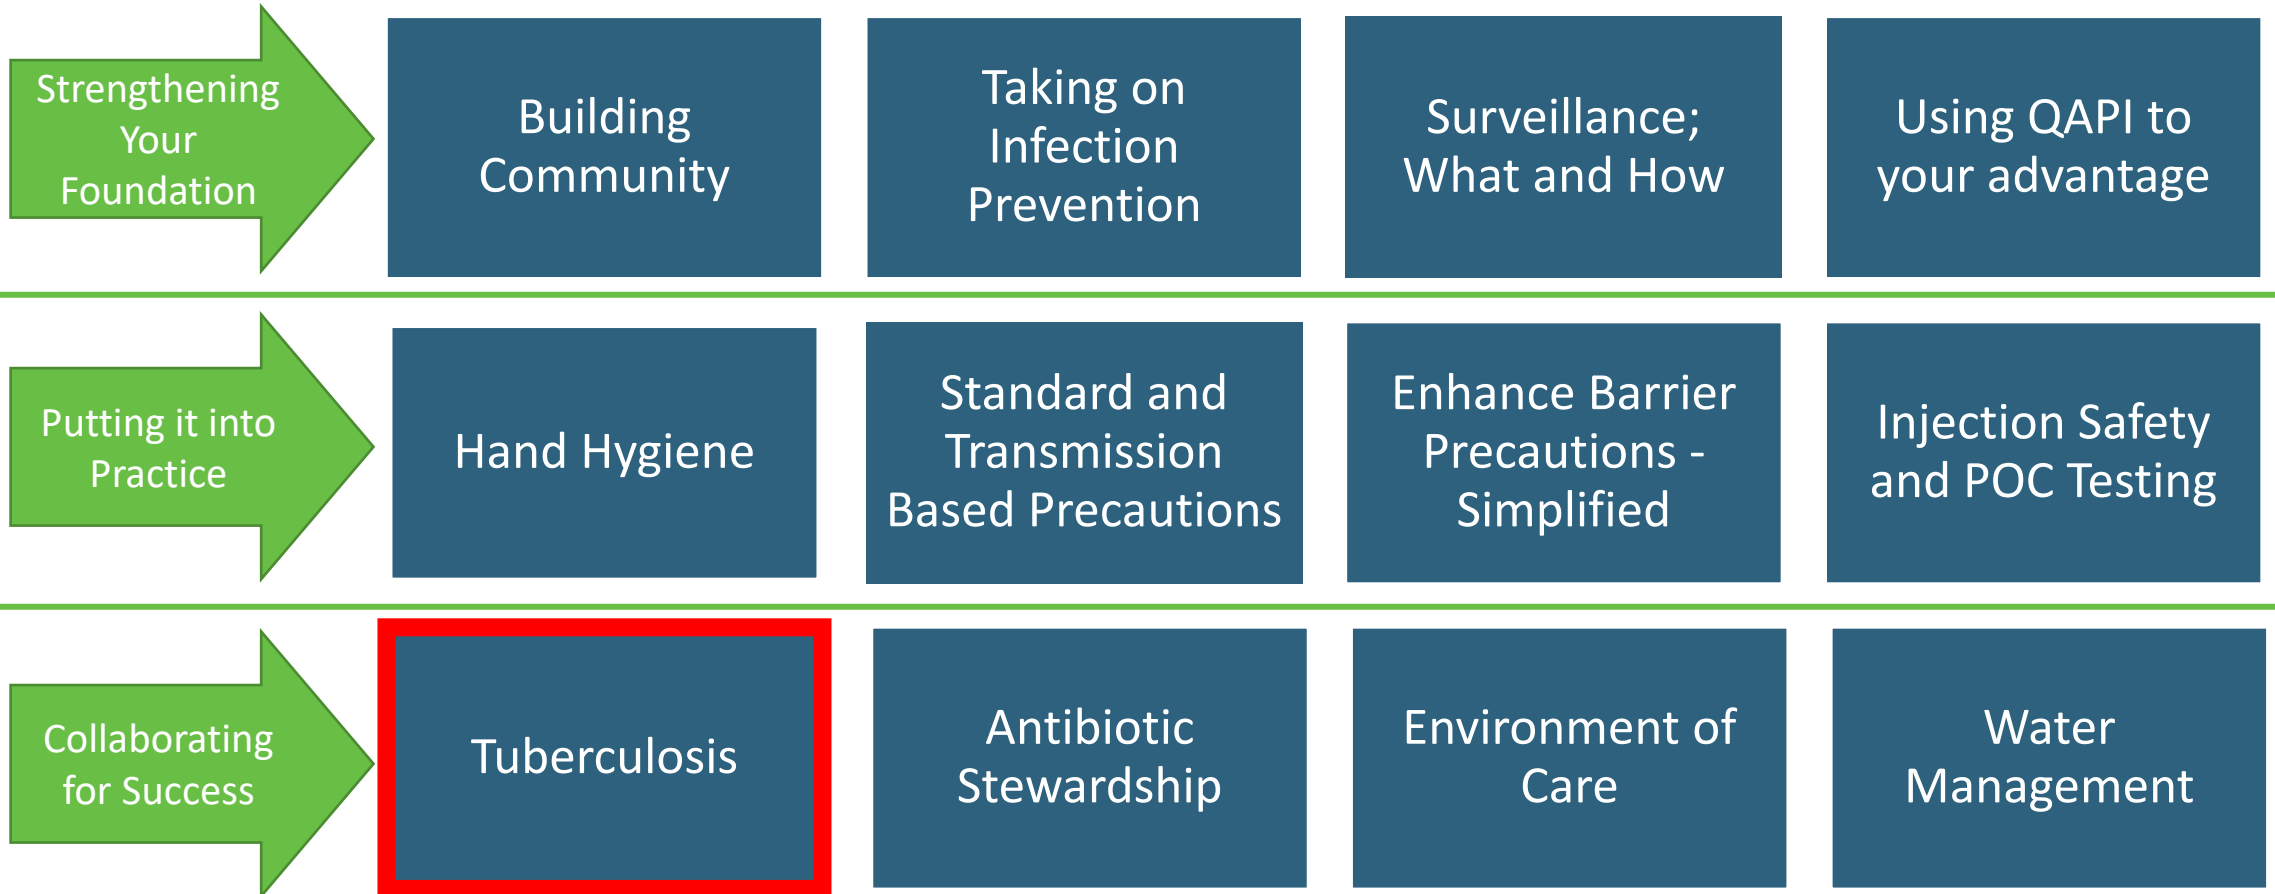 Strengthening
Your
Foundation
Building
Community
Taking on
Infection
Prevention
Surveillance;
What and How
Using QAPI to
your advantage
Putting it into
Practice
Hand Hygiene
Standard and
Transmission
Based Precautions
Enhance Barrier
Precautions -
Simplified
Injection Safety
and POC Testing
Collaborating
for Success
Tuberculosis
Antibiotic
Stewardship
Environment of
Care
Water
Management